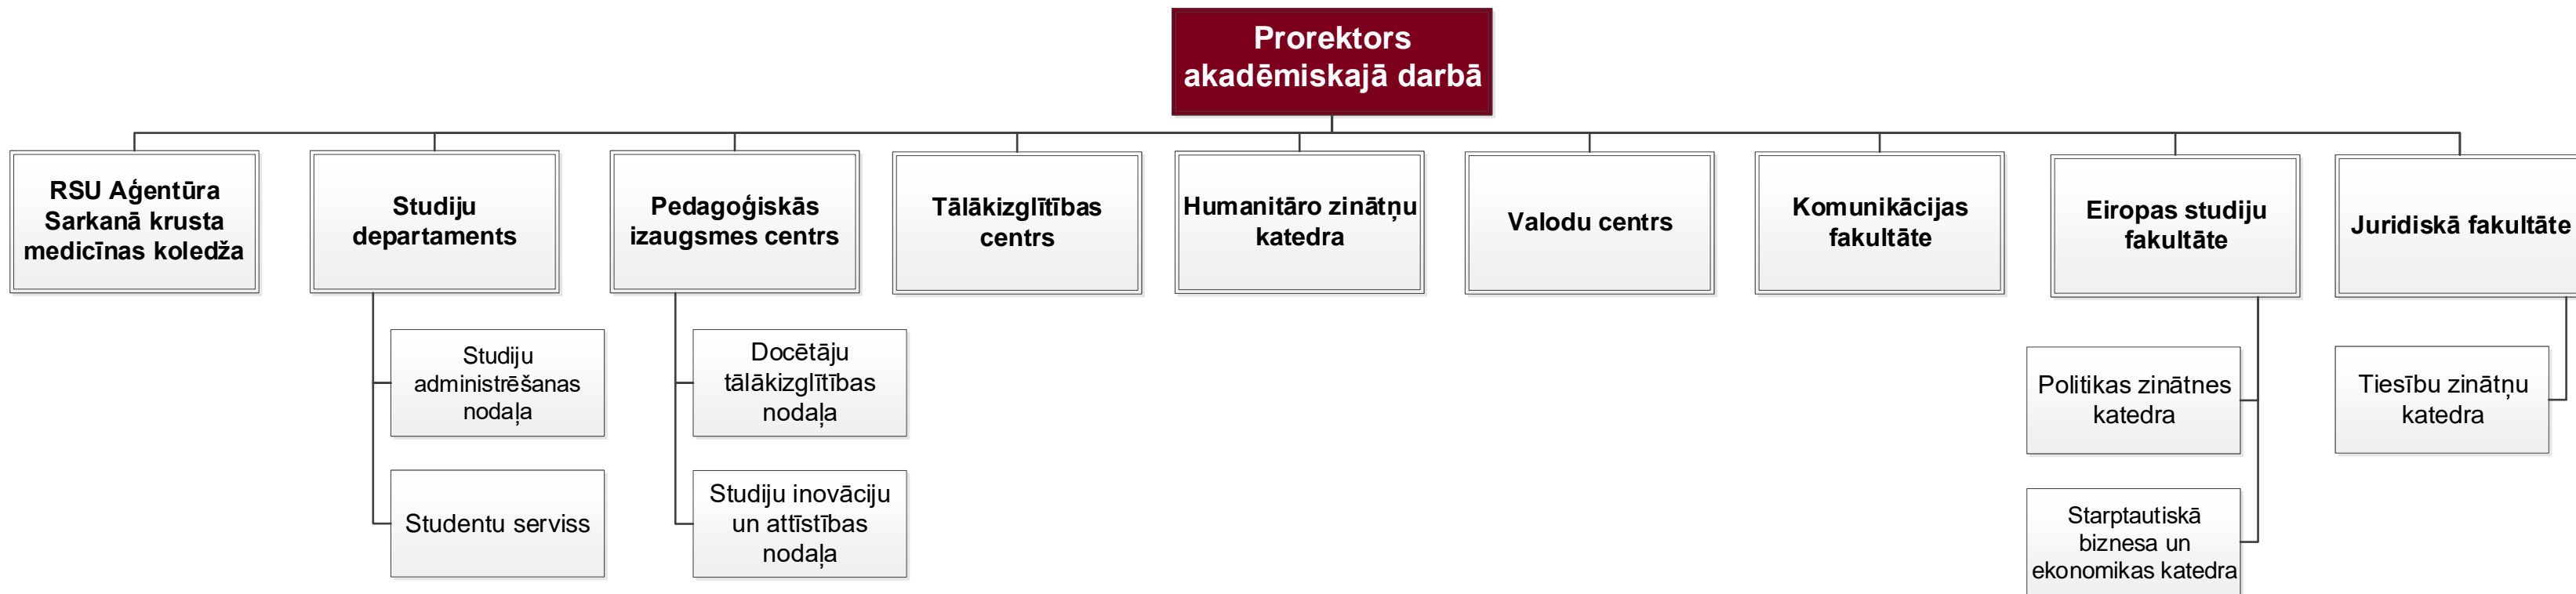 Prorektors
akadēmiskajā darbā
RSU Aģentūra
Sarkanā krusta
medicīnas koledža
Studiju
departaments
Pedagoģiskās
izaugsmes centrs
Tālākizglītības
centrs
Humanitāro zinātņu
katedra
Valodu centrs
Komunikācijas
fakultāte
Eiropas studiju
fakultāte
Juridiskā fakultāte
Studiju
administrēšanas
nodaļa
Studentu serviss
Docētāju
tālākizglītības
nodaļa
Studiju inovāciju
un attīstības
nodaļa
Politikas zinātnes
katedra
Starptautiskā
biznesa un
ekonomikas katedra
Tiesību zinātņu
katedra